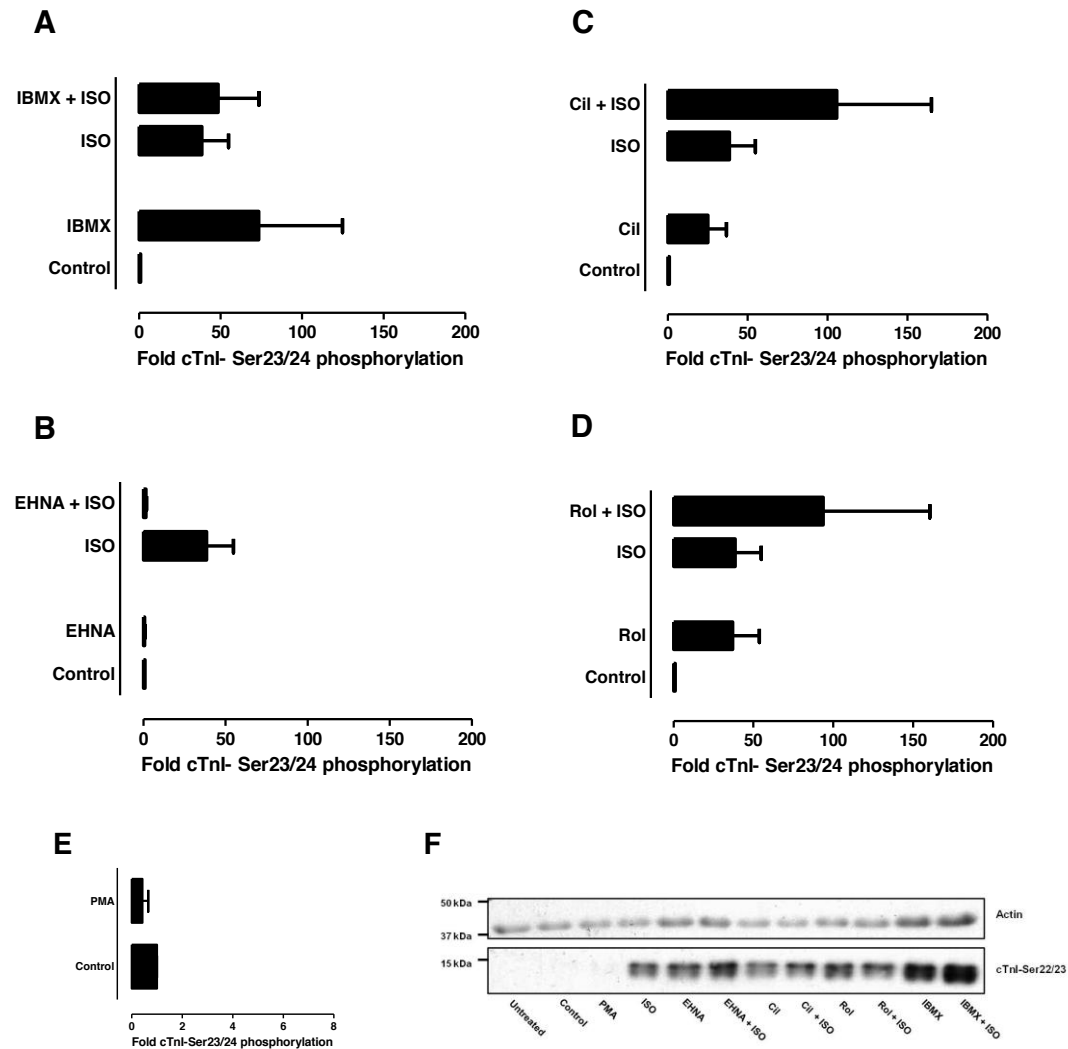 A
IBMX + ISO
ISO
IBMX
Control
0 50 100 150 200
Fold cTnI- Ser23/24 phosphorylation
C
Cil + ISO
ISO
Cil
Control
0 50 100 150 200
Fold cTnI- Ser23/24 phosphorylation
B
EHNA + ISO
ISO
EHNA
Control
0 50 100 150 200
Fold cTnI- Ser23/24 phosphorylation
D
Rol + ISO
ISO
Rol
Control
0 50 100 150 200
Fold cTnI- Ser23/24 phosphorylation
E
PMA
Control
0 2 4 6 8
Fold cTnI-Ser23/24 phosphorylation
F
50 kDa
37 kDa
Actin
15 kDa
cTnI-Ser22/23
Untreated
Control
PMA
ISO
EHNA
EHNA + ISO
Cil
Cil + ISO
Rol
Rol + ISO
IBMX
IBMX + ISO